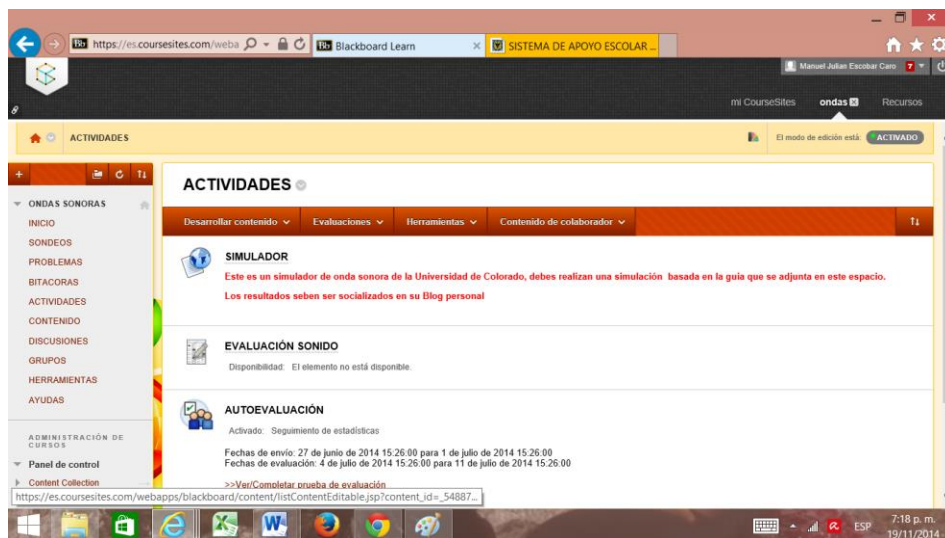 https://es.coursesites.com/weba
Blackboard Learn
SISTEMA DE APOYO ESCOLAR ...
Manuel Julian Escobar Caro 7
mi CourseSites ondas Recursos
ACTIVIDADES
El modo de edición está: ACTIVADO
ACTIVIDADES
ONDAS SONORAS
INICIO
SONDEOS
PROBLEMAS
BITACORAS
ACTIVIDADES
CONTENIDO
DISCUSIONES
GRUPOS
HERRAMIENTAS
AYUDAS
ADMINISTRACIÓN DE
CURSOS
Panel de control
Content Collection
Desarrollar contenido Evaluaciones Herramientas Contenido de colaborador
SIMULADOR
Este es un simulador de onda sonora de la Universidad de Colorado, debes realizan una simulación basada en la guia que se adjunta en este espacio.
Los resultados seben ser socializados en su Blog personal
EVALUACIÓN SONIDO
Disponibilidad: El elemento no está disponible.
AUTOEVALUACIÓN
Activado: Seguimiento de estadísticas
Fechas de envío: 27 de junio de 2014 15:26:00 para 1 de julio de 2014 15:26:00
Fechas de evaluación: 4 de julio de 2014 15:26:00 para 11 de julio de 2014 15:26:00
>>Ver/Completar prueba de evaluación
https://es.coursesites.com/webapps/blackboard/content/listContentEditable.jsp?content_id=_54887...
ESP
7:18 p. m.
19/11/2014